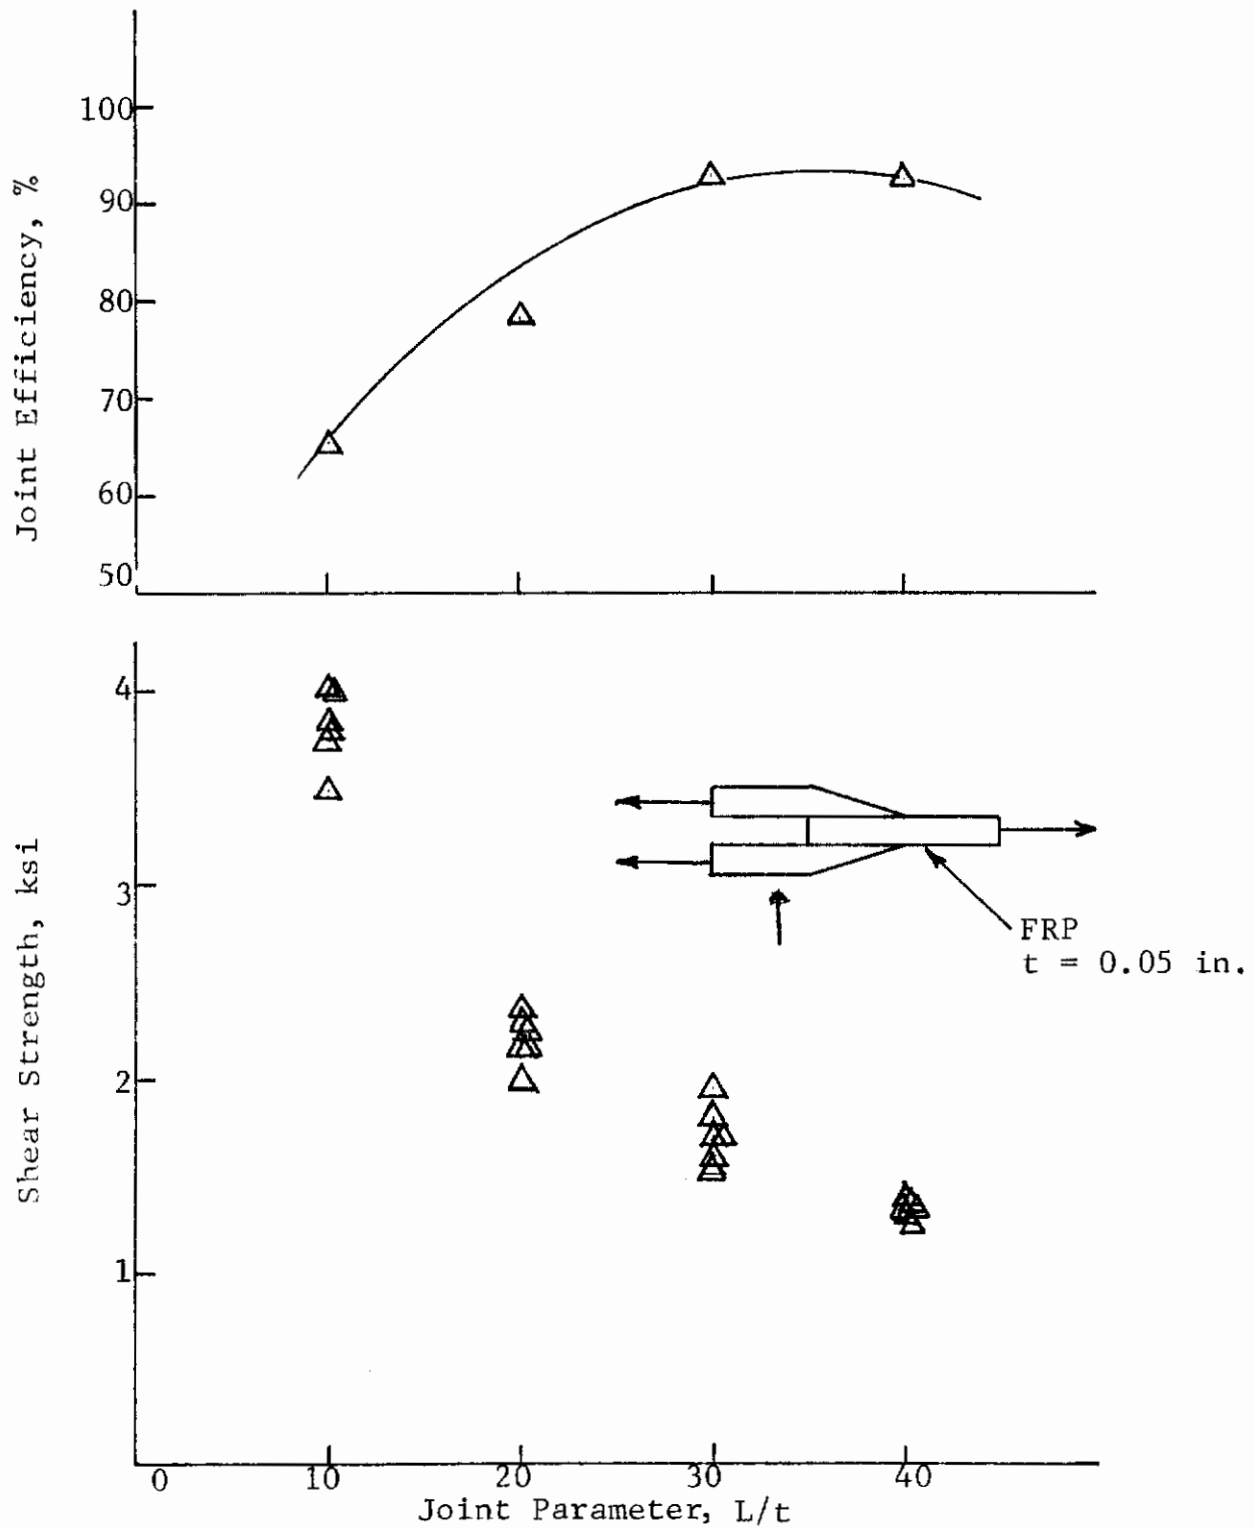 Joint Efficiency, %
100
90
80
70
60
50
Shear Strength, ksi
4
3
2
1
FRP
t = 0.05 in.
0 10 20 30 40
Joint Parameter, L/t